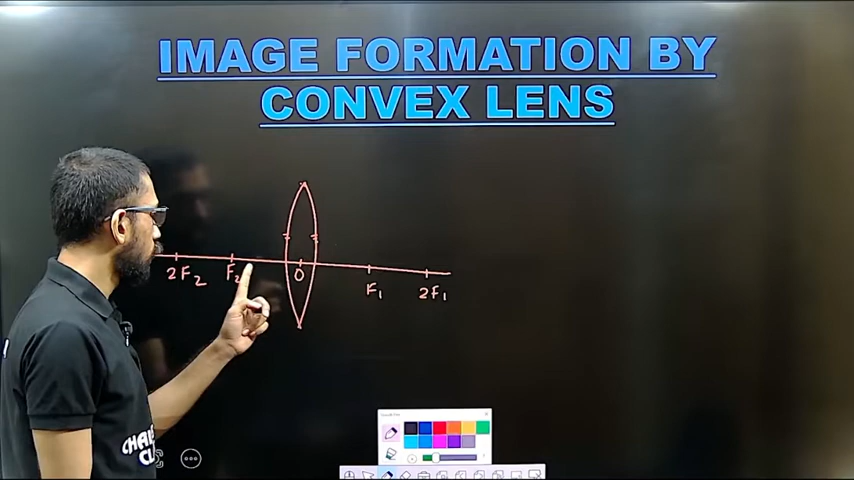 IMAGE FORMATION BY
CONVEX LENS
2F₂ F₂ O F₁ 2F₁